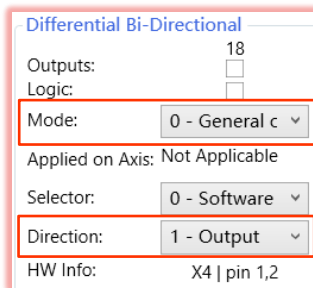 Differential Bi-Directional
18
Outputs:
Logic:
Mode: 0 - General c
Applied on Axis: Not Applicable
Selector: 0 - Software
Direction: 1 - Output
HW Info: X4 | pin 1,2